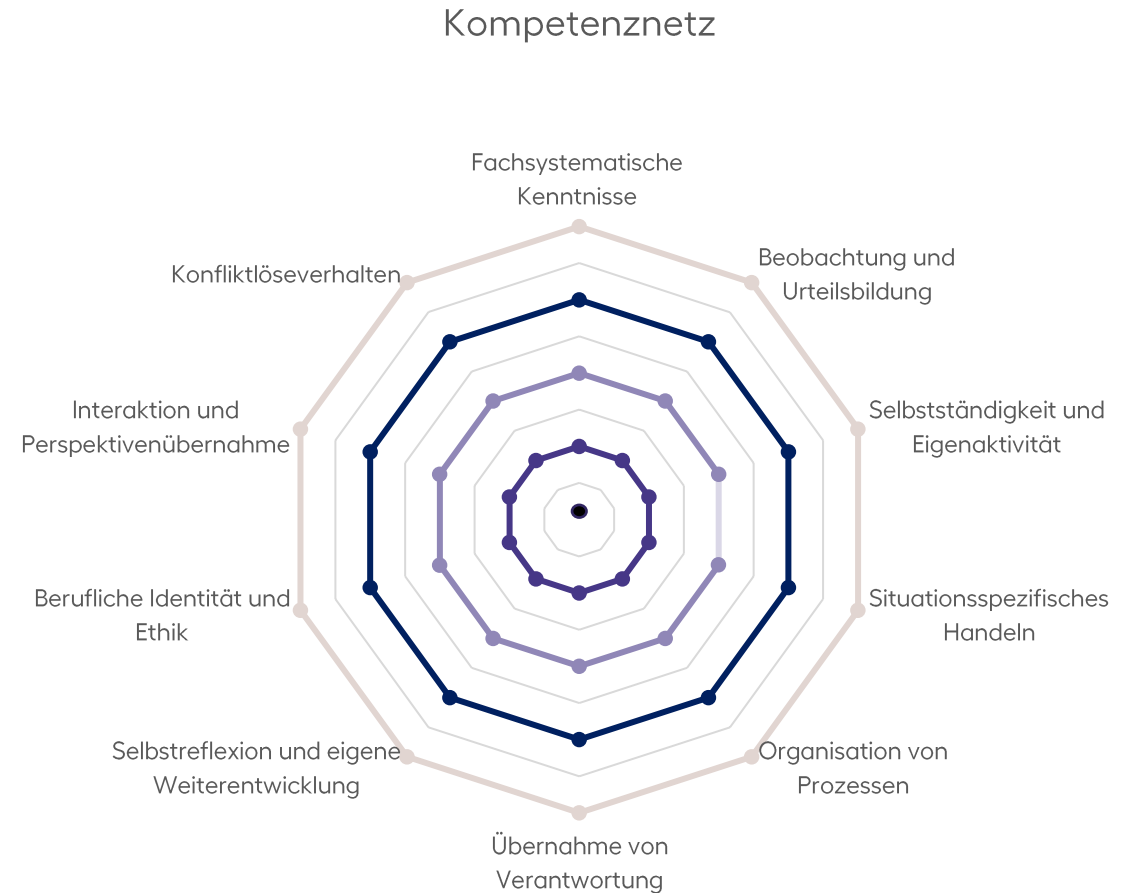 Kompetenznetz
Fachsystematische
Kenntnisse
Beobachtung und
Urteilsbildung
Selbstständigkeit und
Eigenaktivität
Situationsspezifisches
Handeln
Organisation von
Prozessen
Übernahme von
Verantwortung
Selbstreflexion und eigene
Weiterentwicklung
Berufliche Identität und
Ethik
Interaktion und
Perspektivenübernahme
Konfliktlöseverhalten